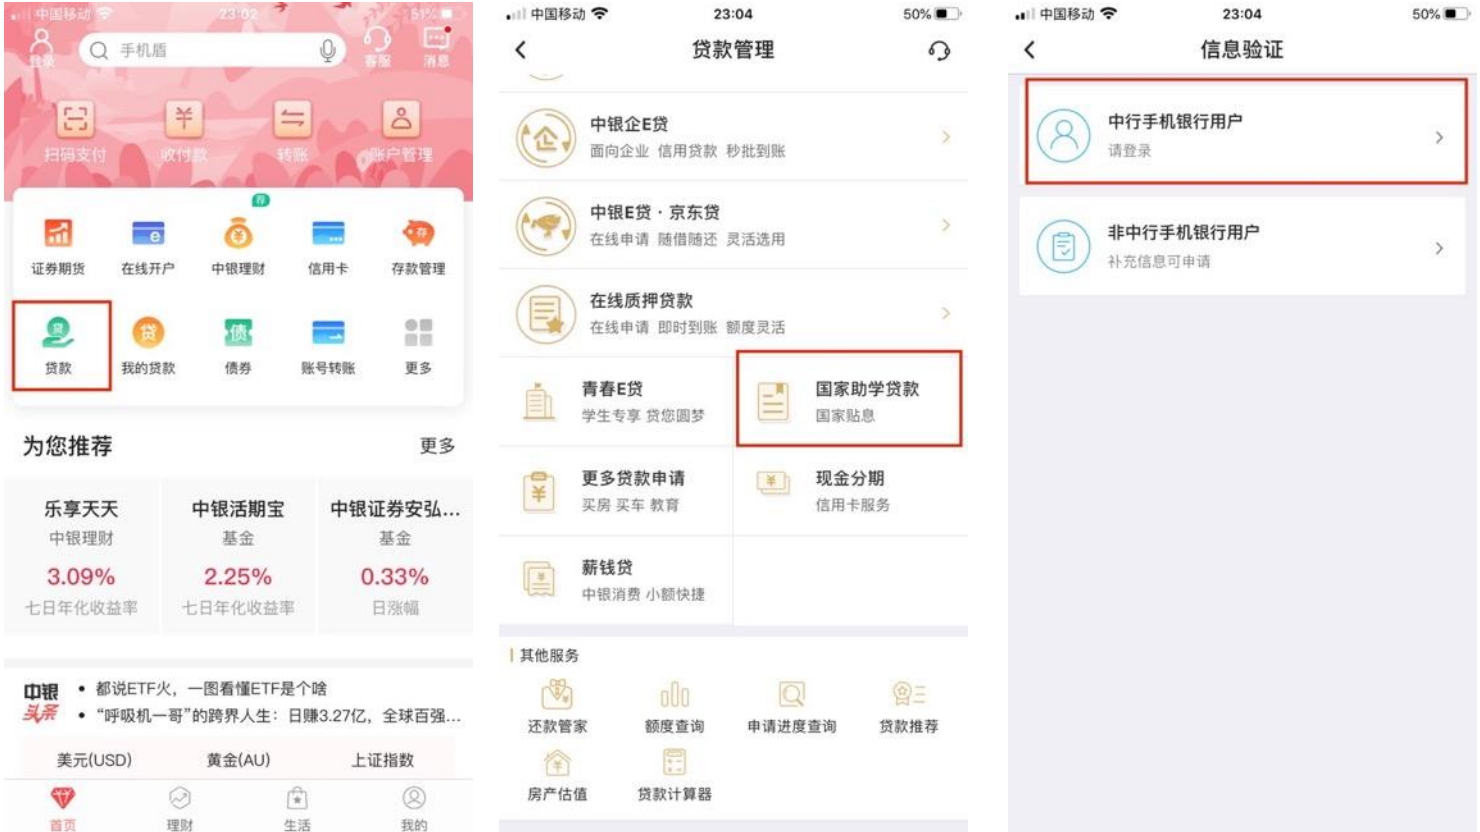 中国移动
23:02
51%
登录
手机盾
客服
消息
扫码支付
收付款
转账
账户管理
荐
证券期货
e
在线开户
中银理财
信用卡
存
存款管理
贷
贷款
贷
我的贷款
债
债券
账号转账
更多
为您推荐
更多
乐享天天
中银理财
3.09%
七日年化收益率
中银活期宝
基金
2.25%
七日年化收益率
中银证券安弘...
基金
0.33%
日涨幅
中银头条
• 都说ETF火，一图看懂ETF是个啥
• “呼吸机一哥”的跨界人生：日赚3.27亿，全球百强...
美元(USD)
黄金(AU)
上证指数
首页
理财
生活
我的
中国移动
23:04
50%
贷款管理
企
中银企E贷
面向企业 信用贷款 秒批到账
中银E贷 · 京东贷
在线申请 随借随还 灵活选用
在线质押贷款
在线申请 即时到账 额度灵活
青春E贷
学生专享 贷您圆梦
国家助学贷款
国家贴息
更多贷款申请
买房 买车 教育
现金分期
信用卡服务
薪钱贷
中银消费 小额快捷
其他服务
还款管家
额度查询
申请进度查询
贷款推荐
房产估值
贷款计算器
中国移动
23:04
50%
信息验证
中行手机银行用户
请登录
非中行手机银行用户
补充信息可申请